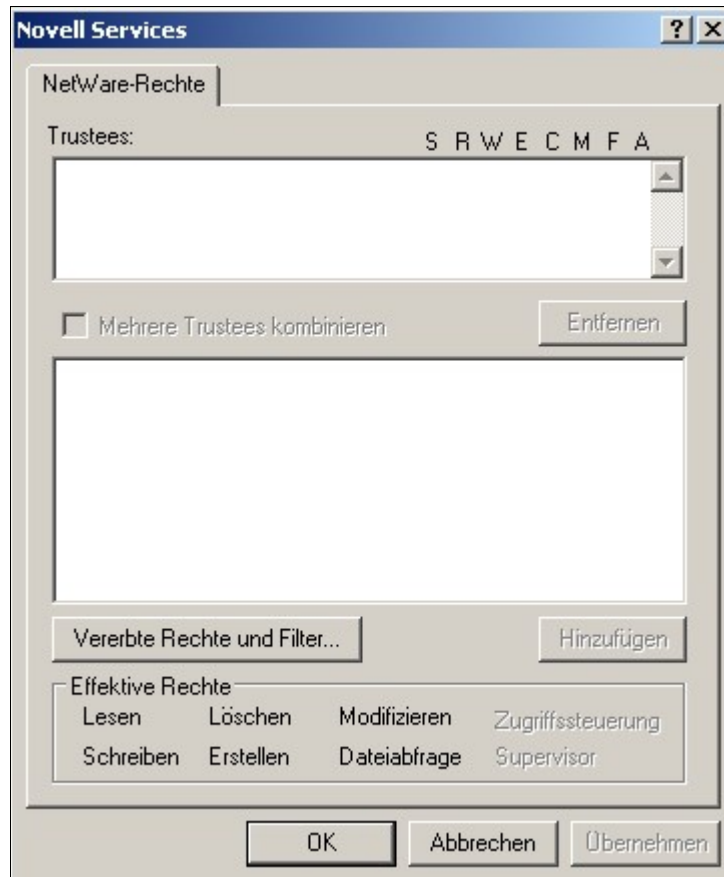 Novell Services
NetWare-Rechte
Trustees: S R W E C M F A
Mehrere Trustees kombinieren Entfernen
Vererbte Rechte und Filter... Hinzufügen
Effektive Rechte
Lesen Löschen Modifizieren Zugriffssteuerung
Schreiben Erstellen Dateiabfrage Supervisor
OK Abbrechen Übernehmen